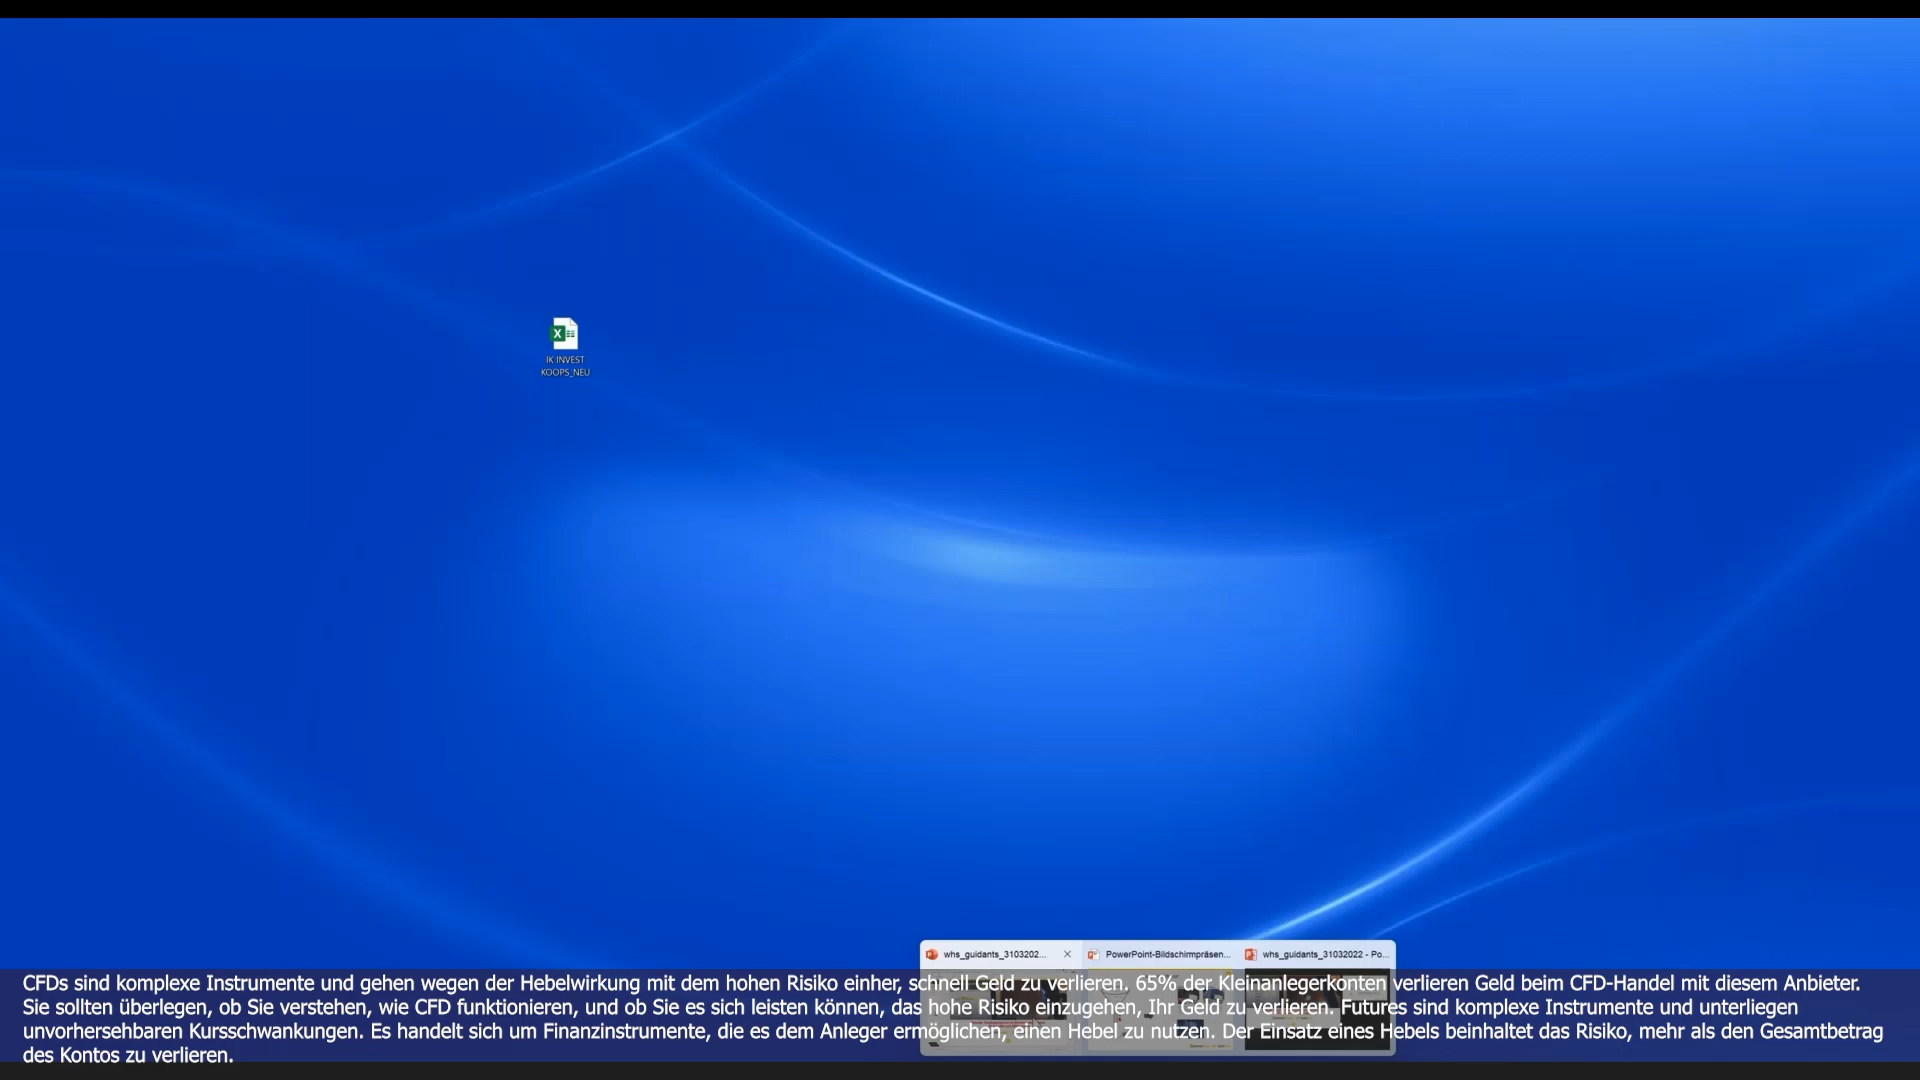 IK INVEST
KOOPS_NEU
whs_guidants_3103202...
PowerPoint-Bildschirmpräsen...
whs_guidants_31032022 - Po...
CFDs sind komplexe Instrumente und gehen wegen der Hebelwirkung mit dem hohen Risiko einher, schnell Geld zu verlieren. 65% der Kleinanlegerkonten verlieren Geld beim CFD-Handel mit diesem Anbieter.
Sie sollten überlegen, ob Sie verstehen, wie CFD funktionieren, und ob Sie es sich leisten können, das hohe Risiko einzugehen, Ihr Geld zu verlieren. Futures sind komplexe Instrumente und unterliegen
unvorhersehbaren Kursschwankungen. Es handelt sich um Finanzinstrumente, die es dem Anleger ermöglichen, einen Hebel zu nutzen. Der Einsatz eines Hebels beinhaltet das Risiko, mehr als den Gesamtbetrag
des Kontos zu verlieren.